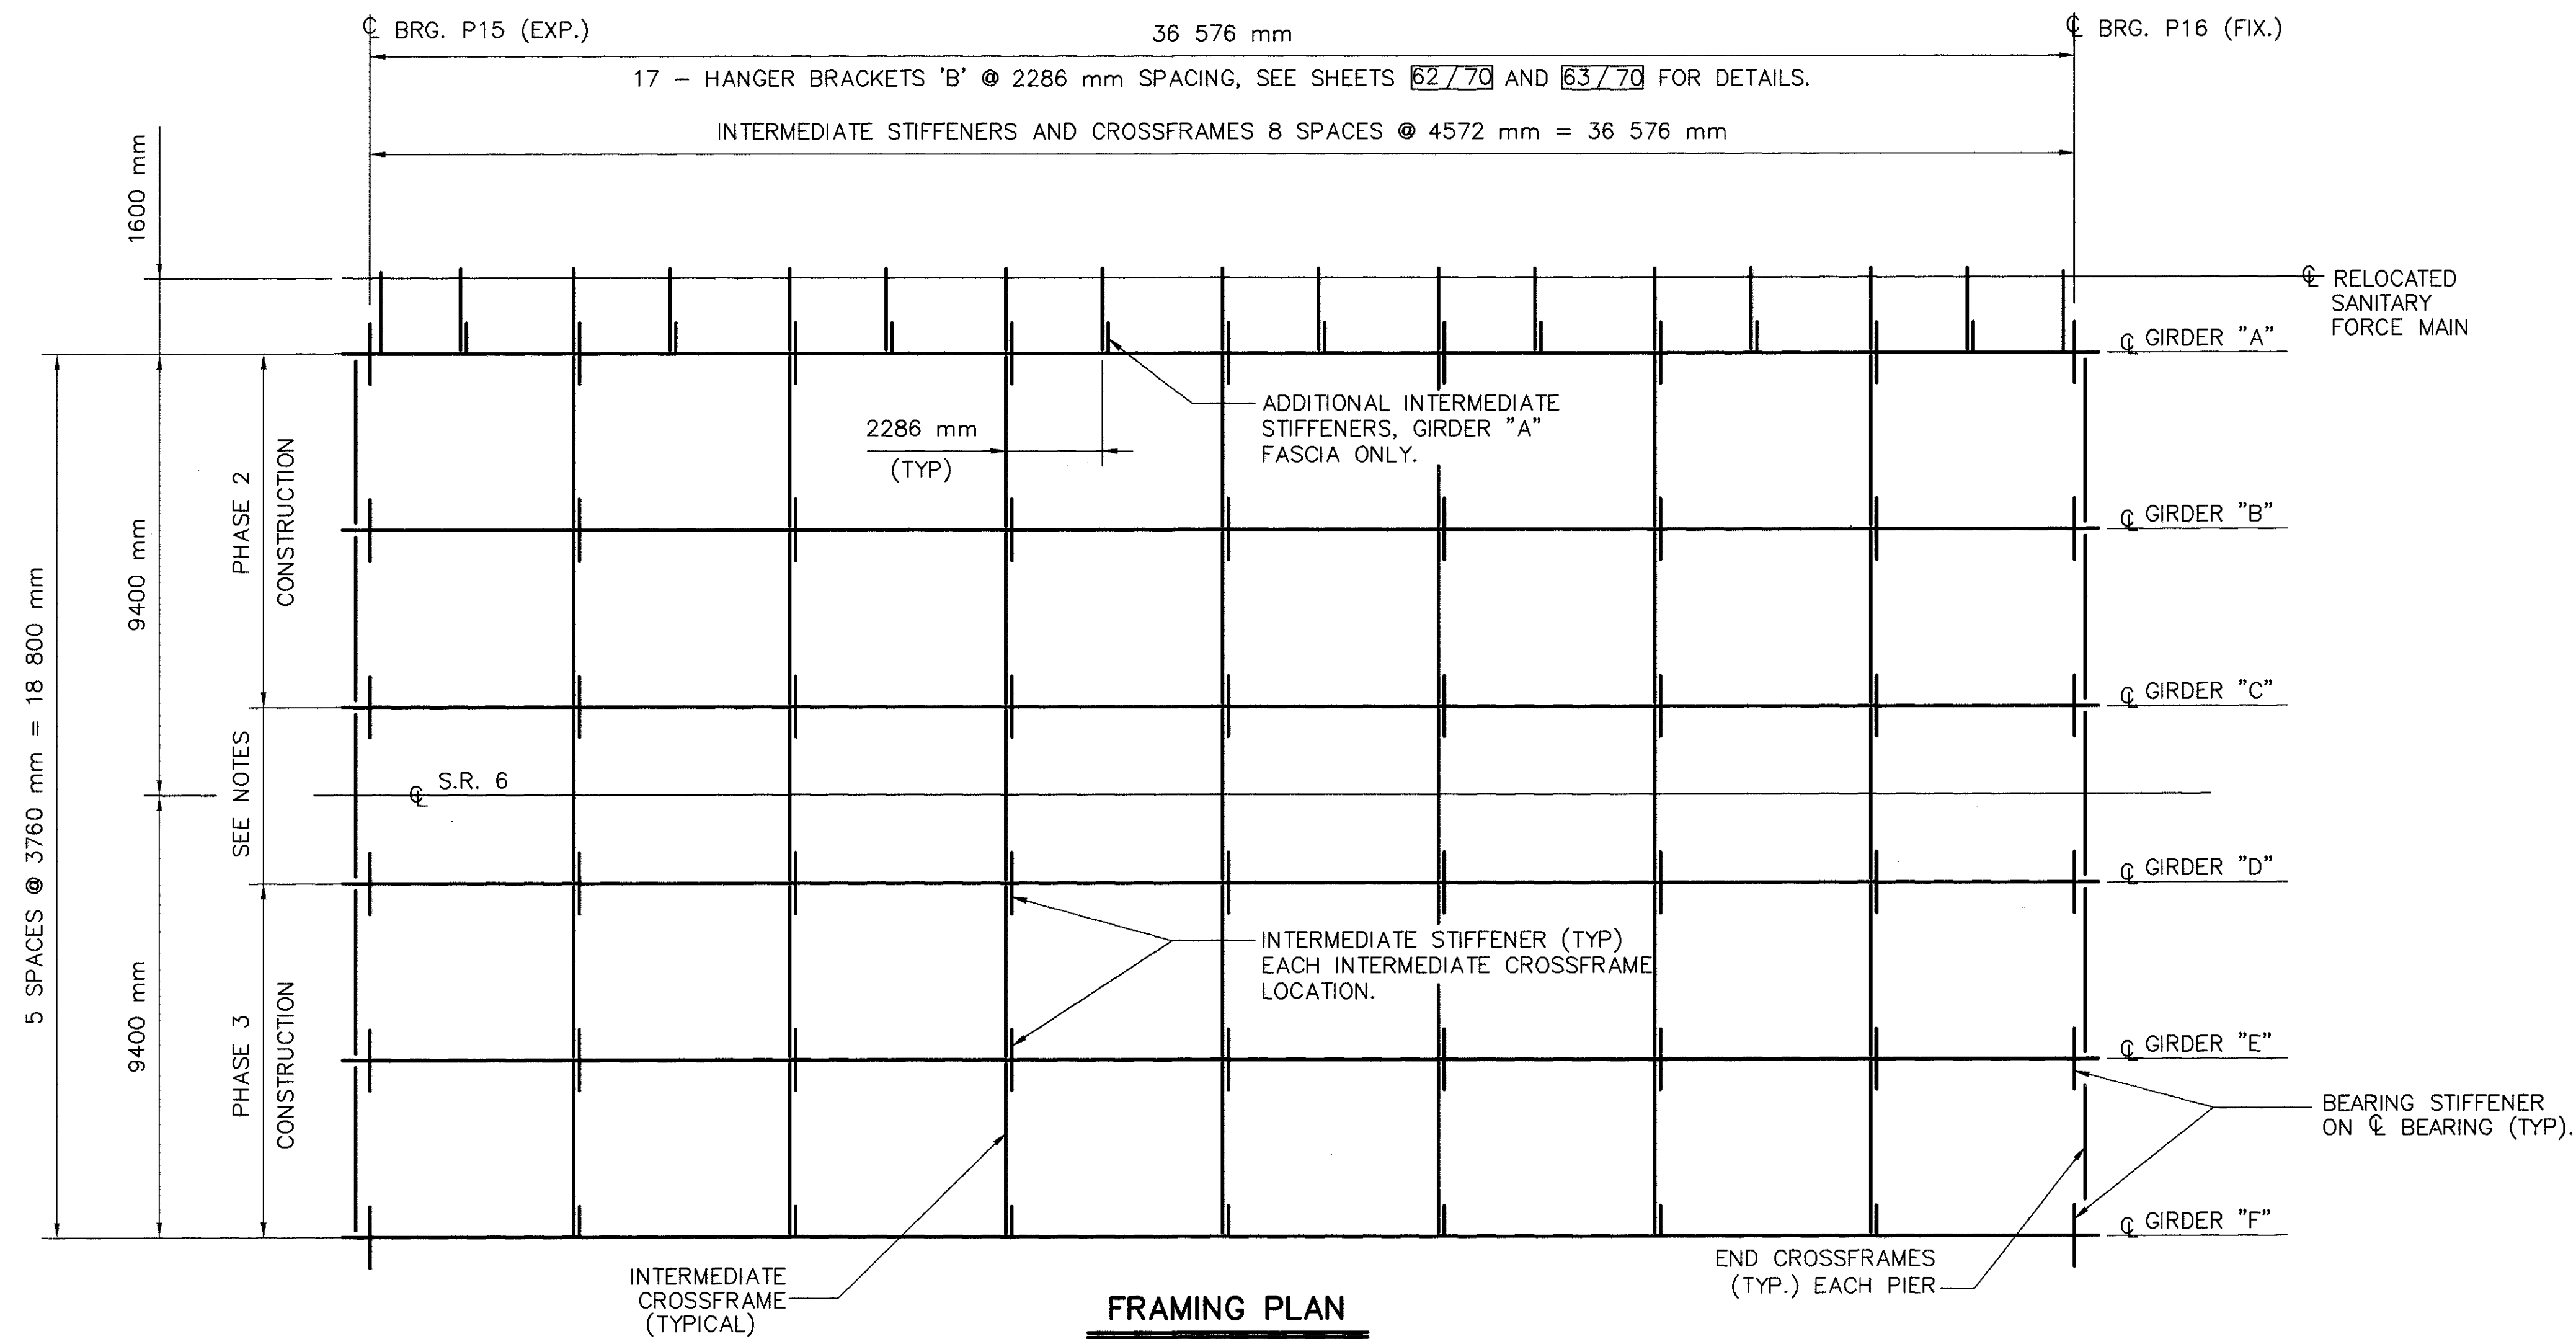 ℄ BRG. P15 (EXP.)
36 576 mm
℄ BRG. P16 (FIX.)
17 – HANGER BRACKETS 'B' @ 2286 mm SPACING, SEE SHEETS 62/70 AND 63/70 FOR DETAILS.
INTERMEDIATE STIFFENERS AND CROSSFRAMES 8 SPACES @ 4572 mm = 36 576 mm
1600 mm
℄ RELOCATED
SANITARY
FORCE MAIN
℄ GIRDER "A"
ADDITIONAL INTERMEDIATE
STIFFENERS, GIRDER "A"
FASCIA ONLY.
2286 mm
(TYP)
PHASE 2
CONSTRUCTION
9400 mm
5 SPACES @ 3760 mm = 18 800 mm
℄ GIRDER "B"
℄ GIRDER "C"
SEE NOTES
℄ S.R. 6
℄ GIRDER "D"
INTERMEDIATE STIFFENER (TYP)
EACH INTERMEDIATE CROSSFRAME
LOCATION.
9400 mm
PHASE 3
CONSTRUCTION
℄ GIRDER "E"
BEARING STIFFENER
ON ℄ BEARING (TYP).
℄ GIRDER "F"
END CROSSFRAMES
(TYP.) EACH PIER
INTERMEDIATE
CROSSFRAME
(TYPICAL)
FRAMING PLAN